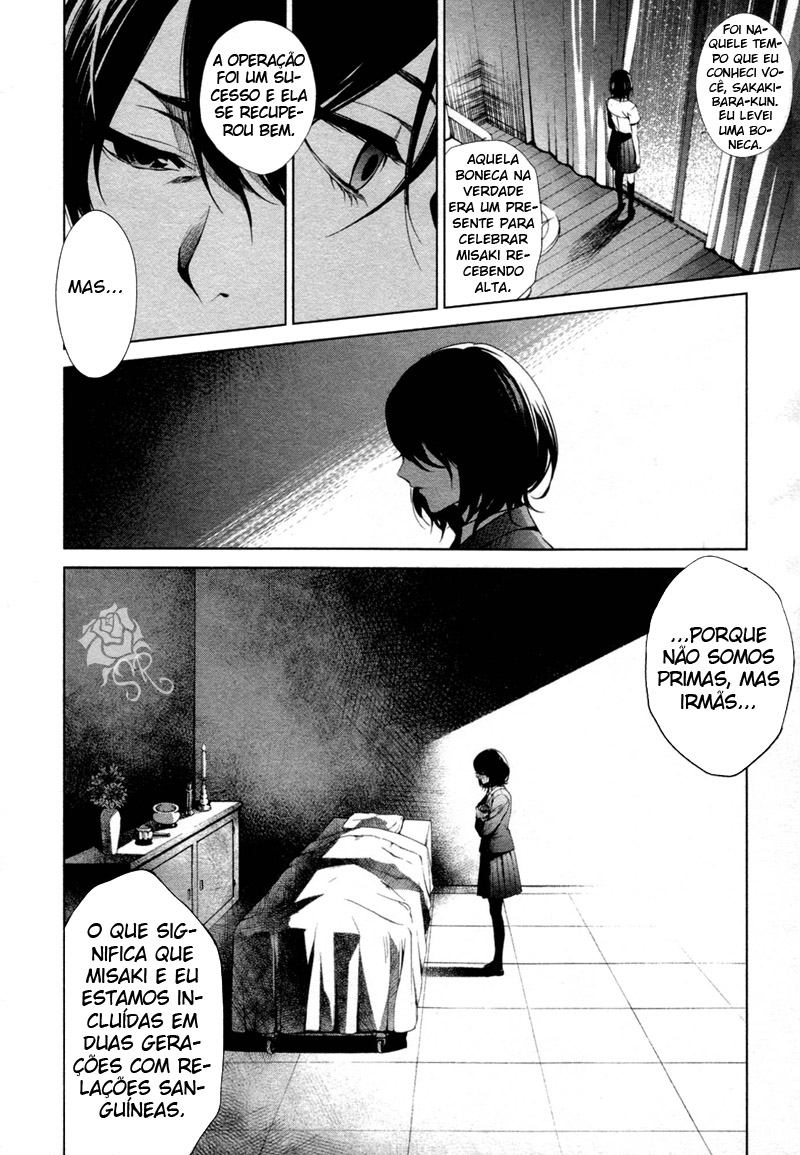 FOI NA-
QUELE TEM-
PO QUE EU
CONHECI VO-
CÊ, SAKAKI-
BARA-KUN.
EU LEVEI
UMA BO-
NECA.
AQUELA
BONECA NA
VERDADE
ERA UM PRE-
SENTE PARA
CELEBRAR
MISAKI RE-
CEBENDO
ALTA.
A OPERAÇÃO
FOI UM SU-
CESSO E ELA
SE RECUPE-
ROU BEM.
MAS...
...PORQUE
NÃO SOMOS
PRIMAS, MAS
IRMÃS...
SR
O QUE SIG-
NIFICA QUE
MISAKI E EU
ESTAMOS IN-
CLUÍDAS EM
DUAS GERA-
ÇÕES COM RE-
LAÇÕES SAN-
GUÍNEAS.